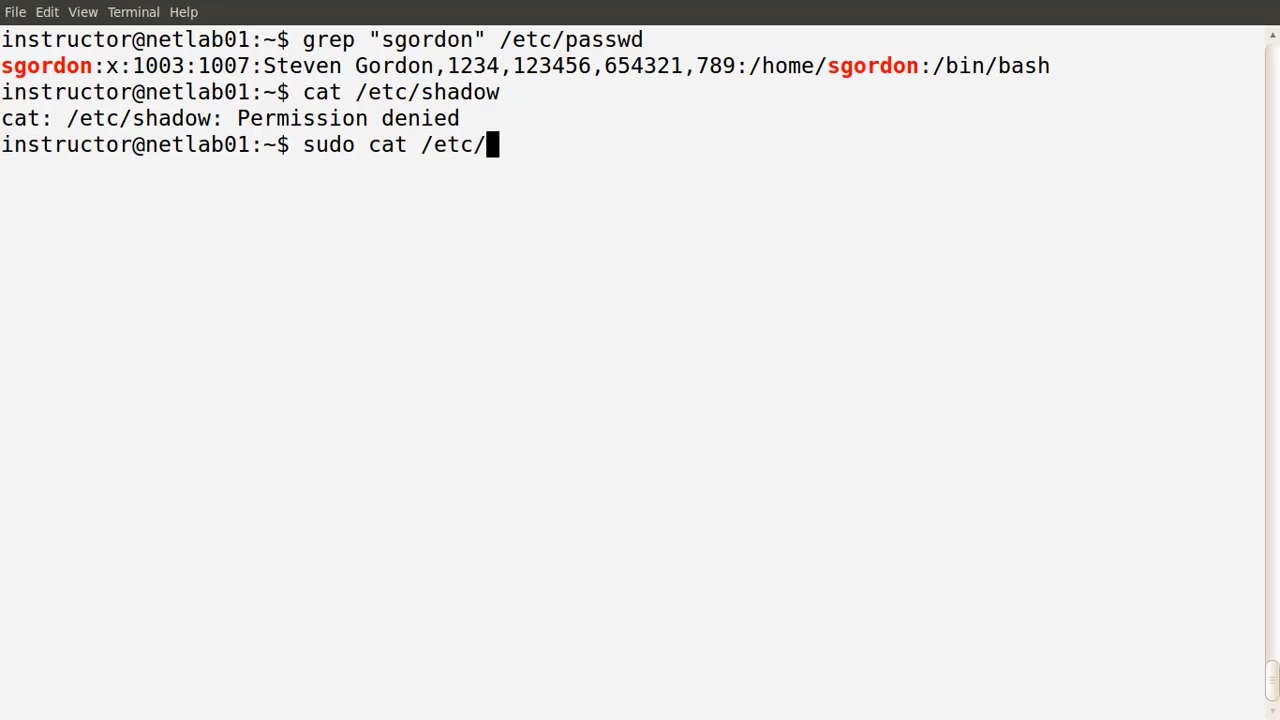 File Edit View Terminal Help
instructor@netlab01:~$ grep "sgordon" /etc/passwd
sgordon:x:1003:1007:Steven Gordon,1234,123456,654321,789:/home/sgordon:/bin/bash
instructor@netlab01:~$ cat /etc/shadow
cat: /etc/shadow: Permission denied
instructor@netlab01:~$ sudo cat /etc/